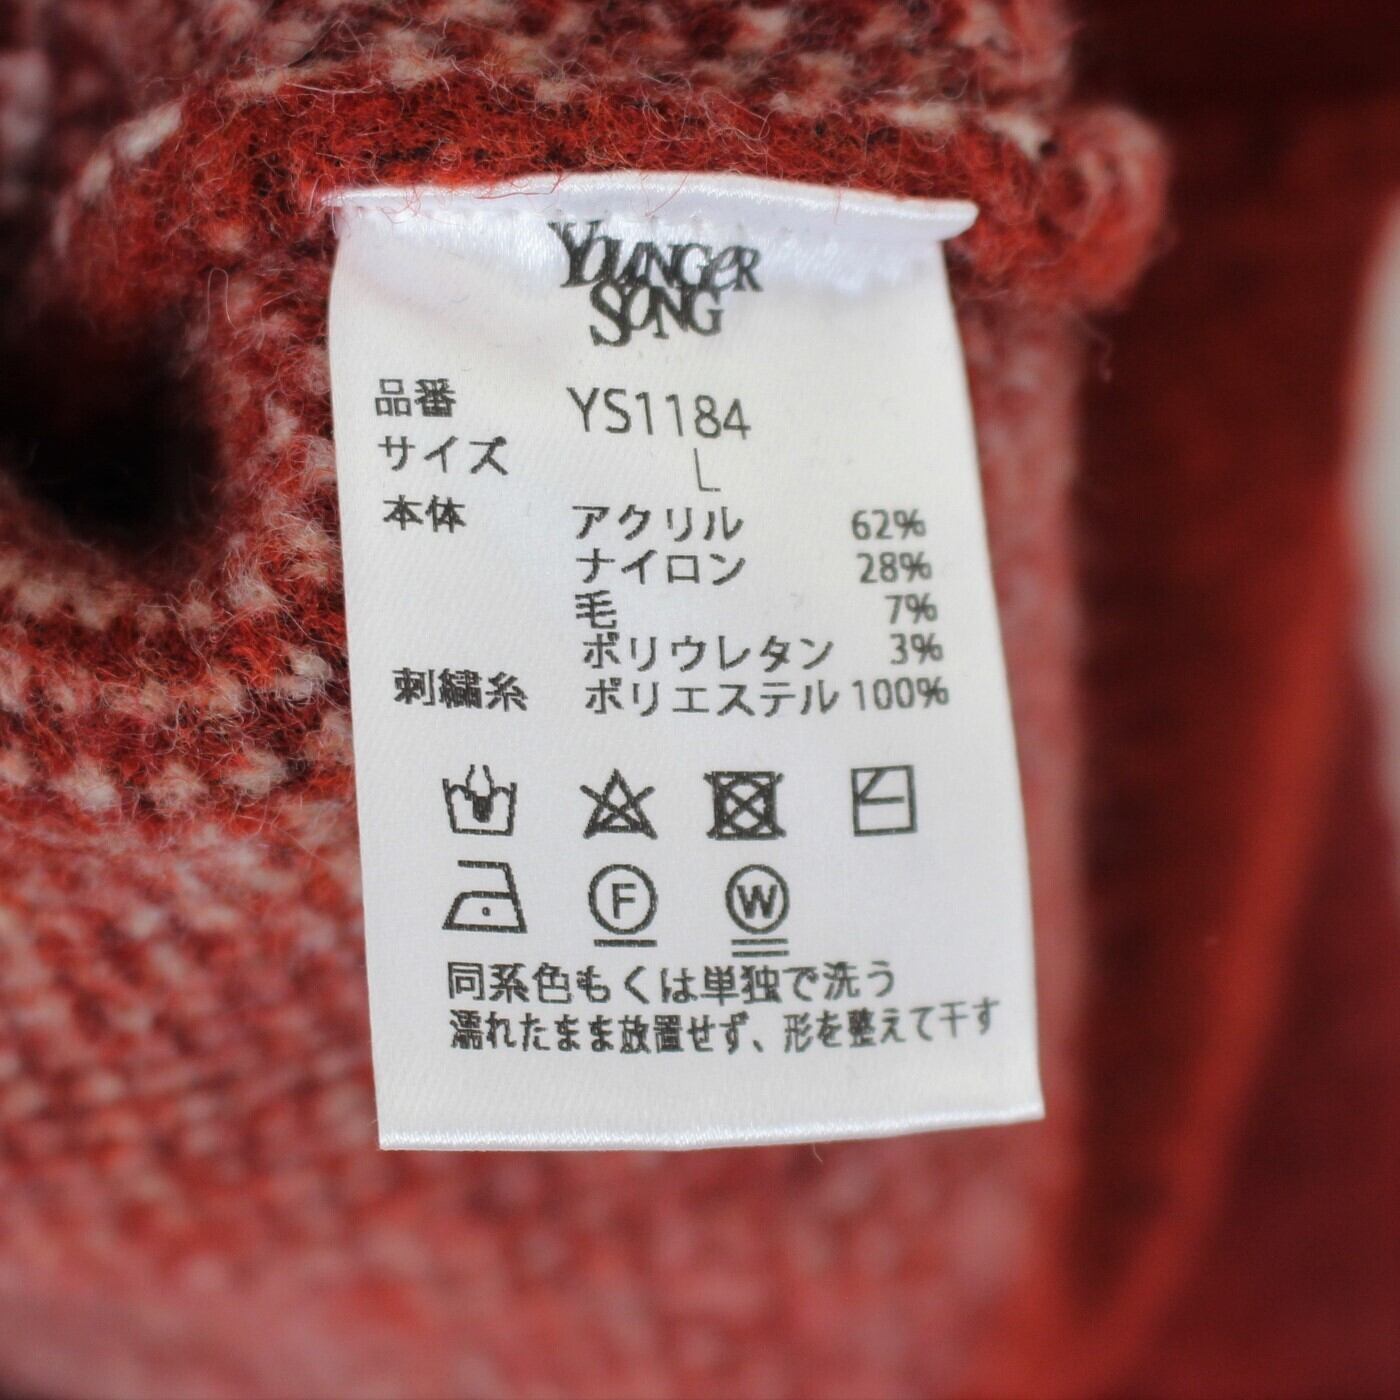 YOUNGER
SONG
品番 YS1184
サイズ L
本体 アクリル 62%
ナイロン 28%
毛 7%
ポリウレタン 3%
刺繍糸 ポリエステル 100%
F W
同系色もくは単独で洗う
濡れたまま放置せず、形を整えて干す